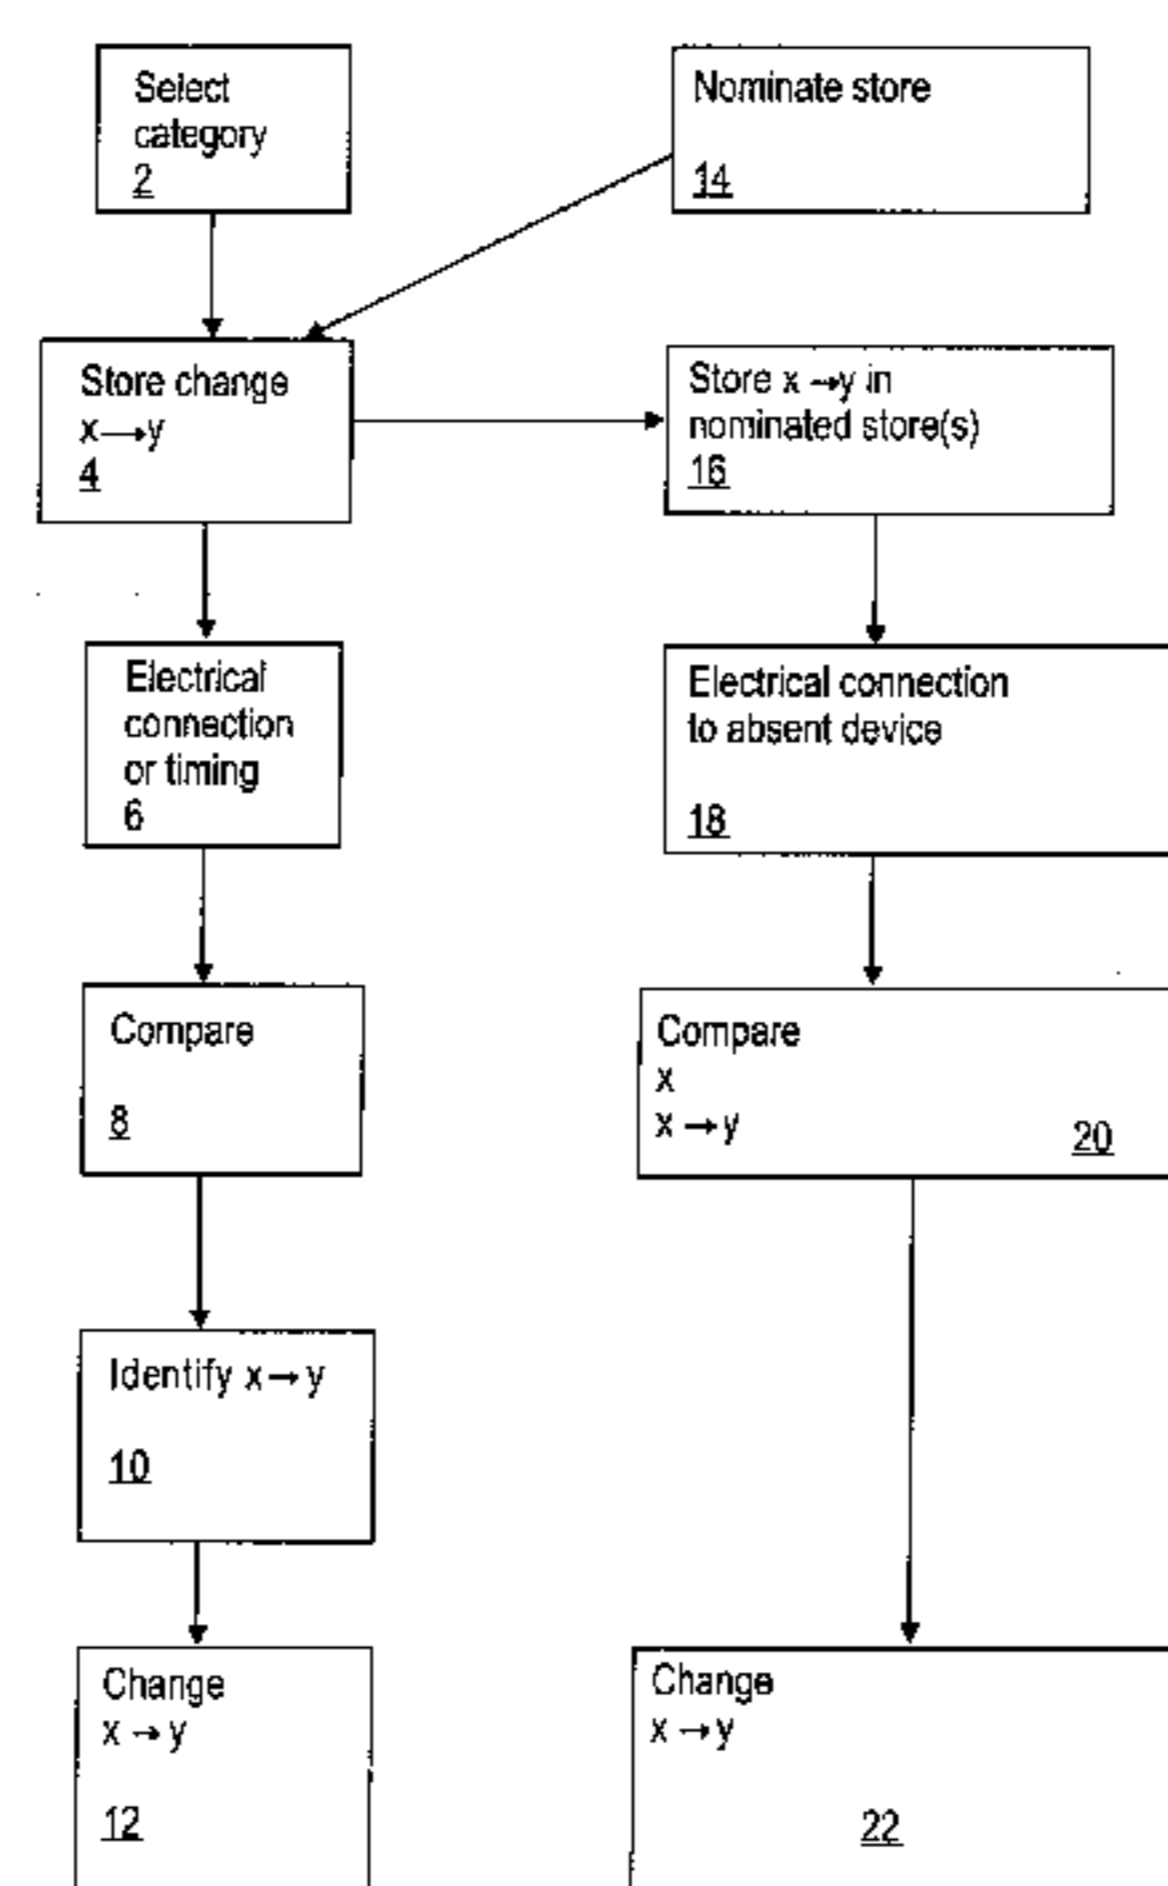 Select
category
2
Nominate store
14
Store change
x→y
4
Store x →y in
nominated store(s)
16
Electrical
connection
or timing
6
Electrical connection
to absent device
18
Compare
8
Compare
x
x →y
20
Identify x→y
10
Change
x →y
12
Change
x →y
22